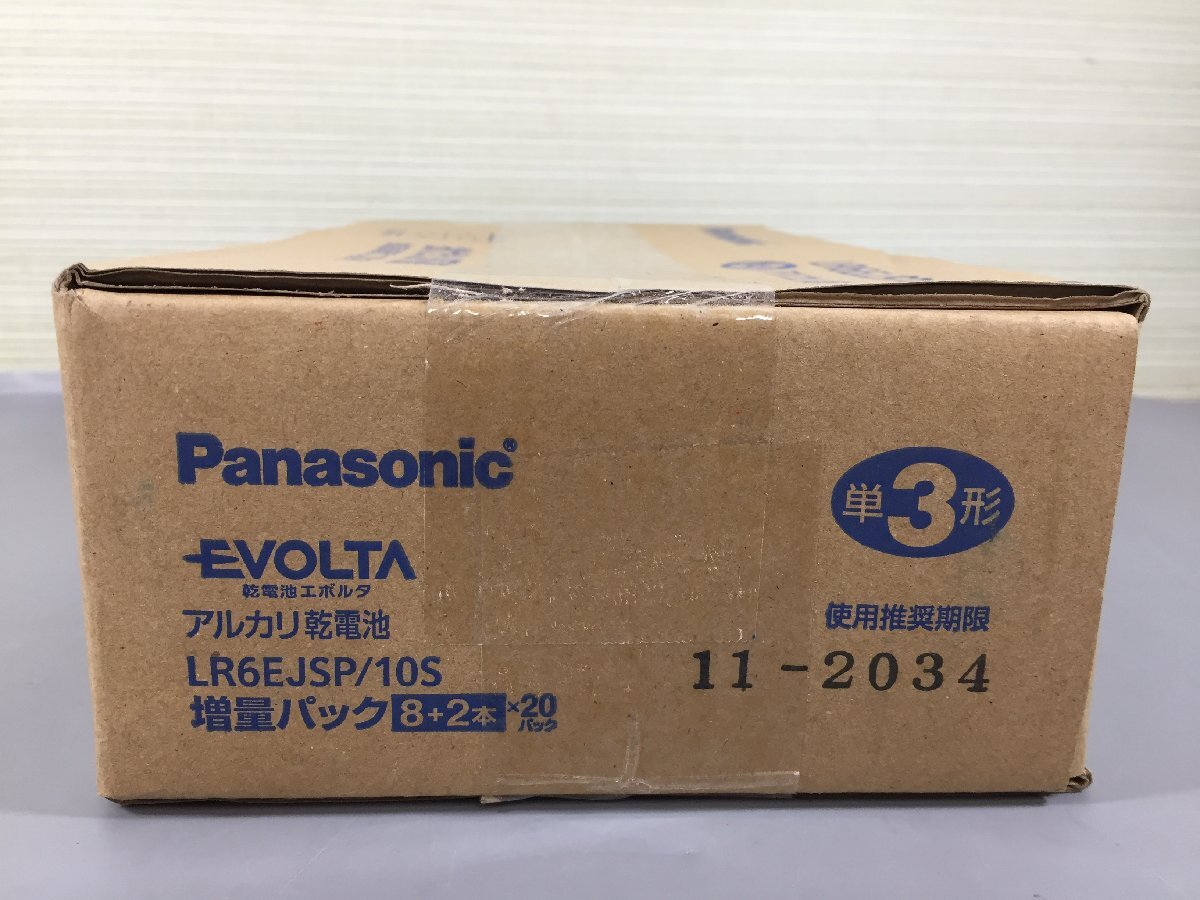 Panasonic®
単3形
EVOLTA
乾電池エボルタ
アルカリ乾電池
使用推奨期限
LR6EJSP/10S
11-2034
増量パック 8+2本 ×20パック